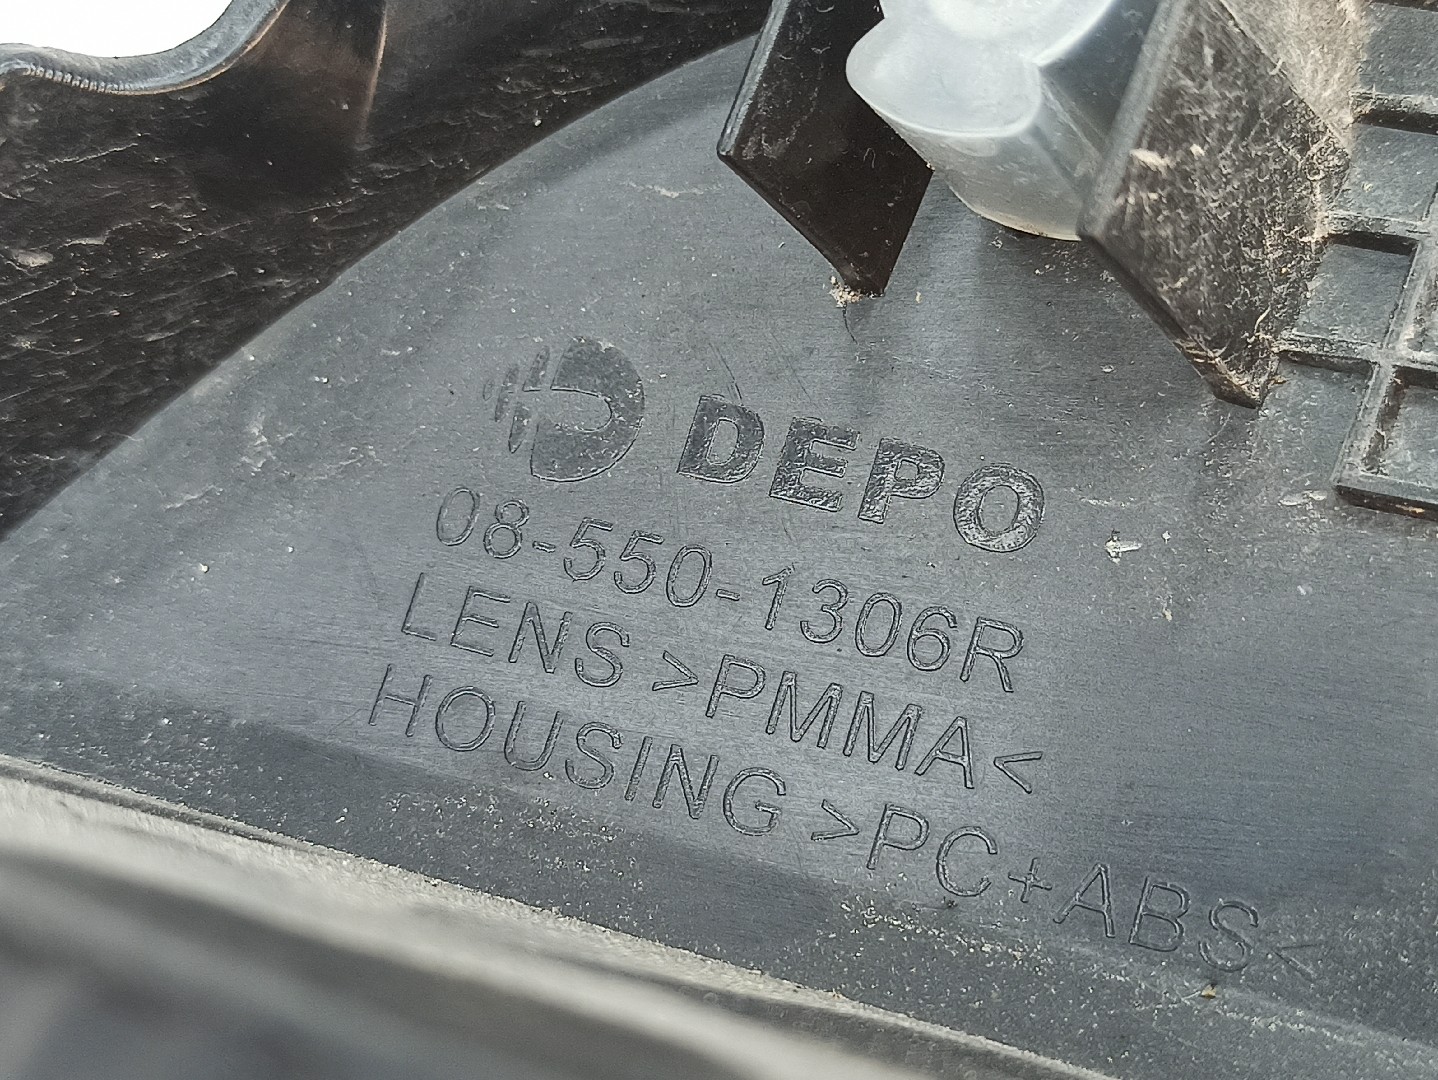 DEPO
08-550-1306R
LENS >PMMA<
HOUSING >PC+ABS<